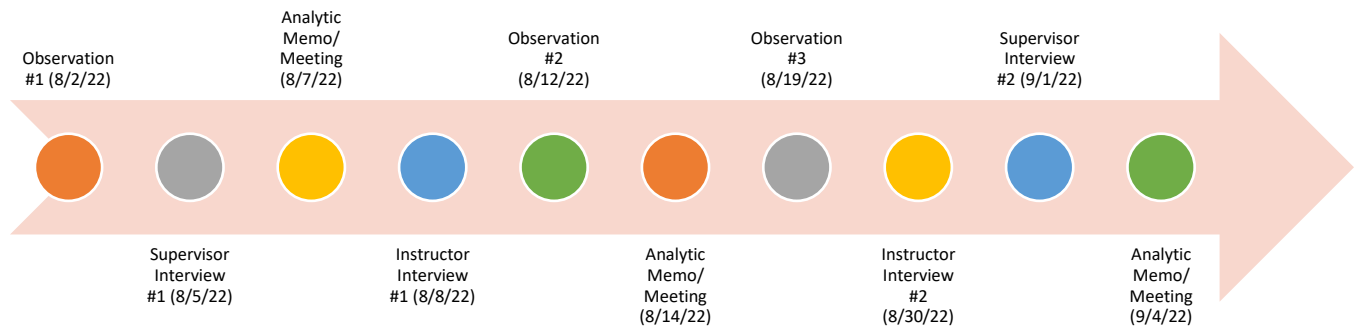 Observation
#1 (8/2/22)
Supervisor
Interview
#1 (8/5/22)
Analytic
Memo/
Meeting
(8/7/22)
Instructor
Interview
#1 (8/8/22)
Observation
#2
(8/12/22)
Analytic
Memo/
Meeting
(8/14/22)
Observation
#3
(8/19/22)
Instructor
Interview
#2
(8/30/22)
Supervisor
Interview
#2 (9/1/22)
Analytic
Memo/
Meeting
(9/4/22)